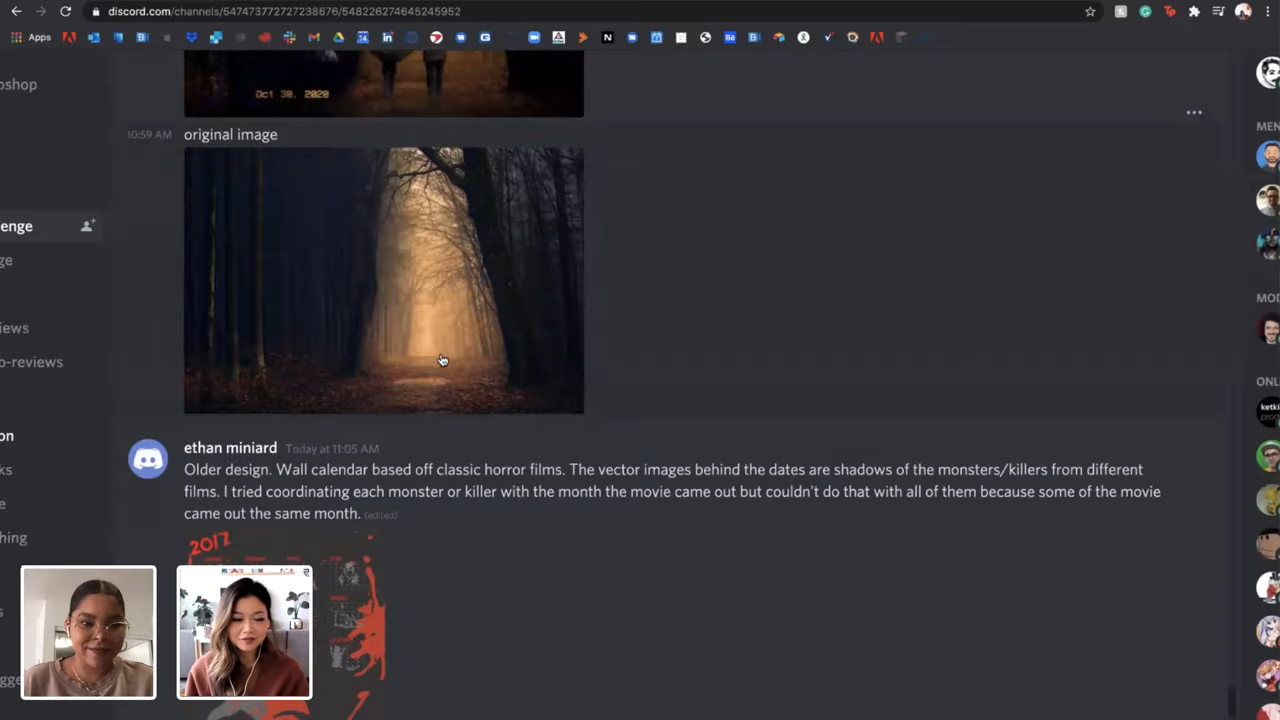 discord.com/channels/547473772727238676/548226274645245952
Apps
oshop
Oct 30. 2020
10:59 AM original image
MEN
enge
ge
iews
MOD
o-reviews
ONL
ketki
on
ethan miniard Today at 11:05 AM
ks
Older design. Wall calendar based off classic horror films. The vector images behind the dates are shadows of the monsters/killers from different
films. I tried coordinating each monster or killer with the month the movie came out but couldn't do that with all of them because some of the movie
came out the same month. (edited)
e
hing
2017
s
gge